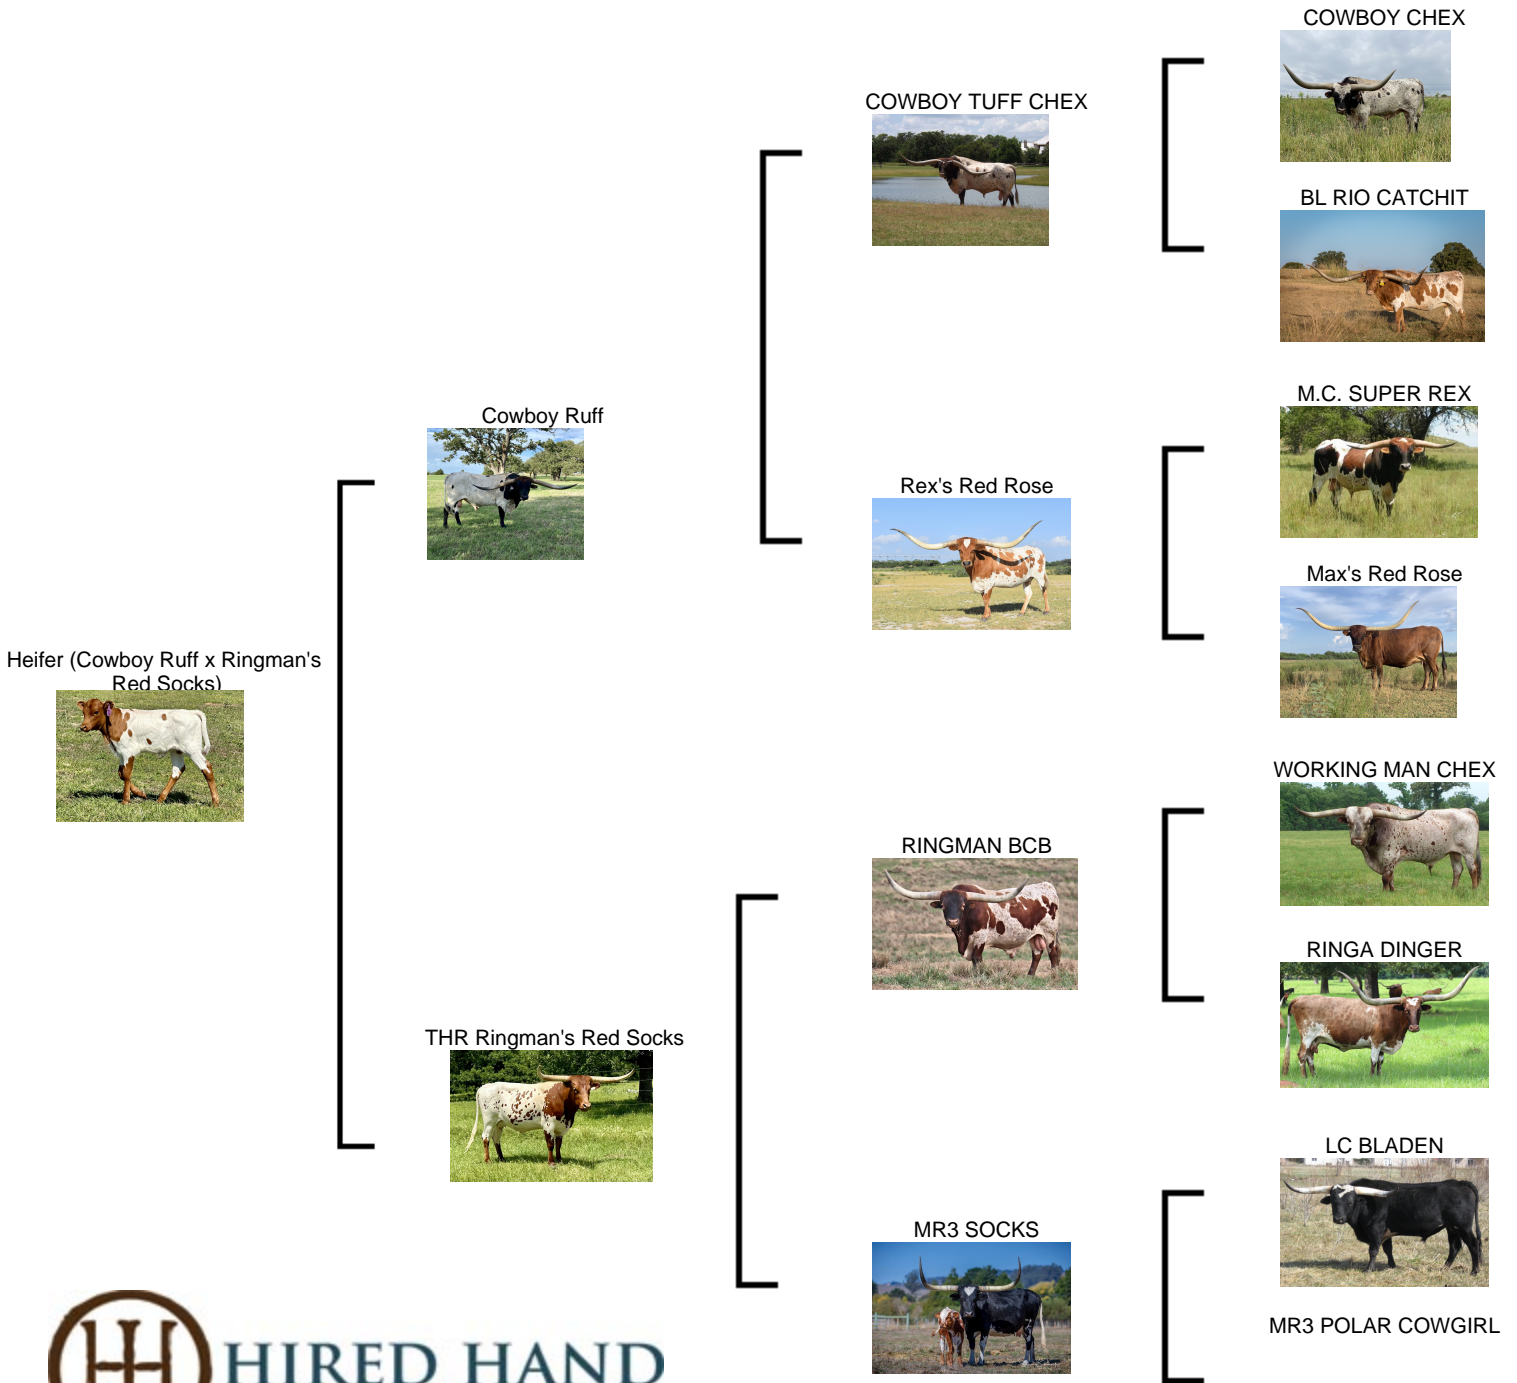 COWBOY CHEX
COWBOY TUFF CHEX
BL RIO CATCHIT
M.C. SUPER REX
Cowboy Ruff
Rex's Red Rose
Max's Red Rose
Heifer (Cowboy Ruff x Ringman's
Red Socks)
WORKING MAN CHEX
RINGMAN BCB
RINGA DINGER
THR Ringman's Red Socks
LC BLADEN
MR3 SOCKS
MR3 POLAR COWGIRL
HIRED HAND